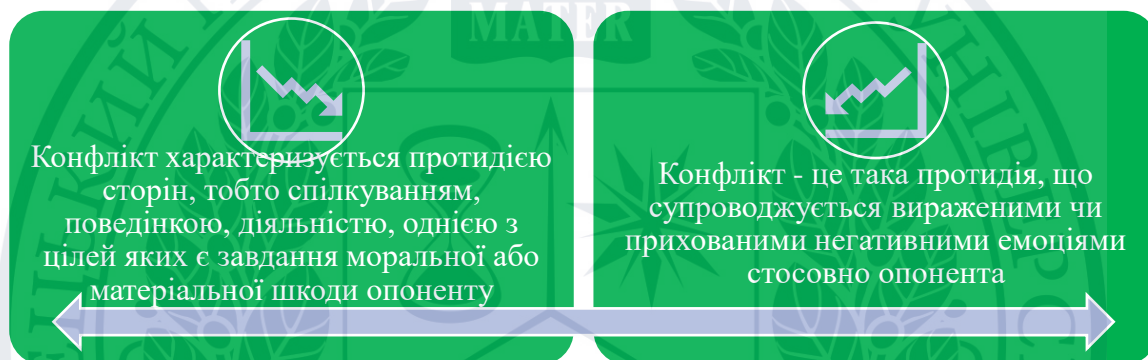 MATER
Конфлікт характеризується протидією
сторін, тобто спілкуванням,
поведінкою, діяльністю, однією з
цілей яких є завдання моральної або
матеріальної шкоди опоненту
Конфлікт - це така протидія, що
супроводжується вираженими чи
прихованими негативними емоціями
стосовно опонента